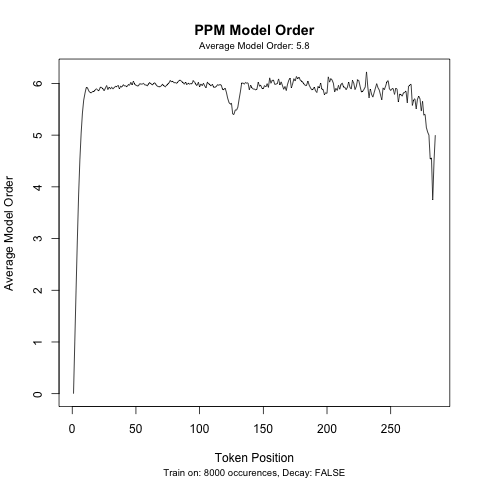 PPM Model Order
Average Model Order: 5.8
Average Model Order
6
5
4
3
2
1
0
0 50 100 150 200 250
Token Position
Train on: 8000 occurences, Decay: FALSE